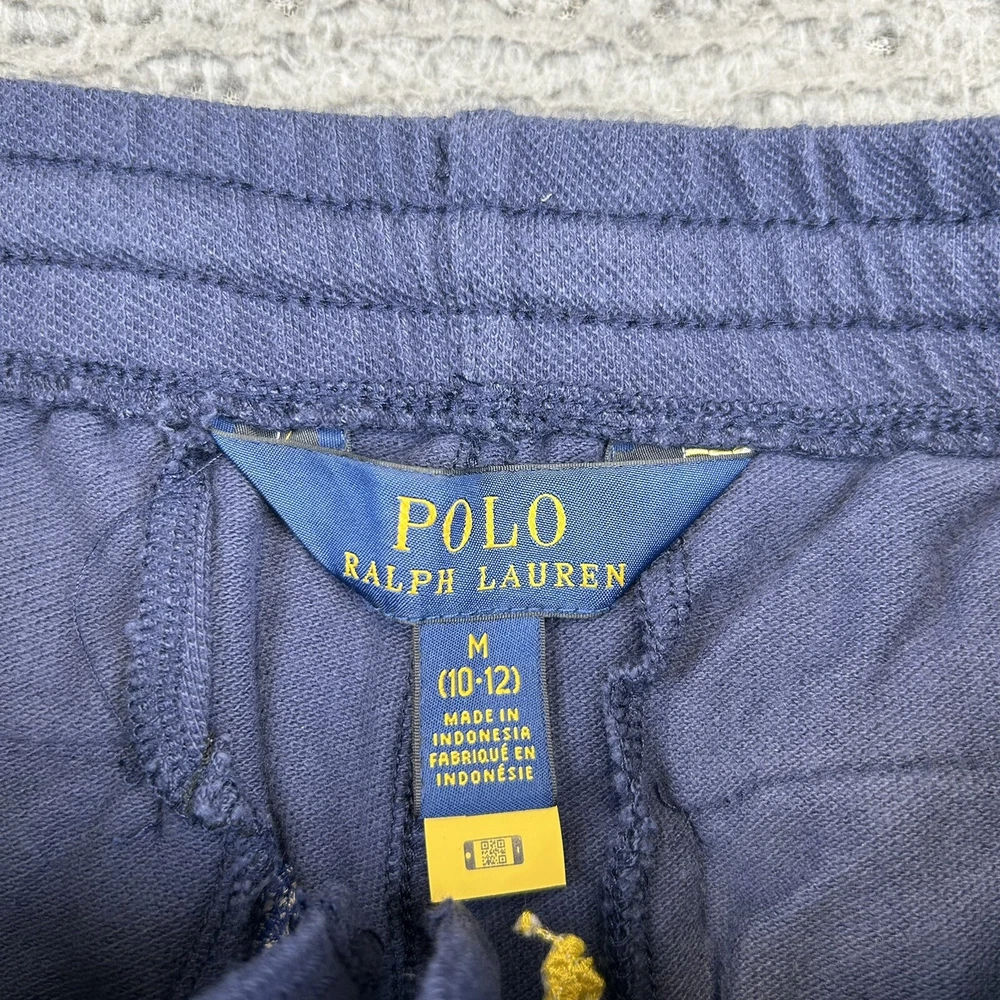 POLO
RALPH LAUREN
M
(10·12)
MADE IN
INDONESIA
FABRIQUÉ EN
INDONÉSIE